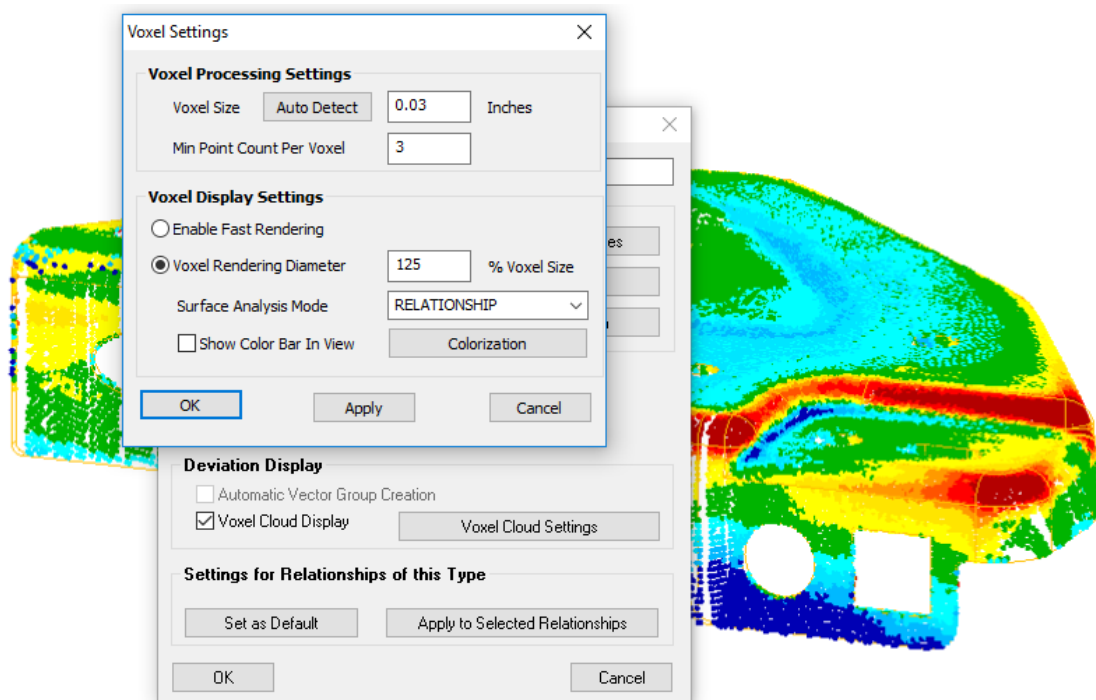 Voxel Settings
Voxel Processing Settings
Voxel Size Auto Detect 0.03 Inches
Min Point Count Per Voxel 3
Voxel Display Settings
Enable Fast Rendering
Voxel Rendering Diameter 125 % Voxel Size
Surface Analysis Mode RELATIONSHIP
Show Color Bar In View Colorization
OK Apply Cancel
es
Deviation Display
Automatic Vector Group Creation
Voxel Cloud Display Voxel Cloud Settings
Settings for Relationships of this Type
Set as Default Apply to Selected Relationships
OK Cancel